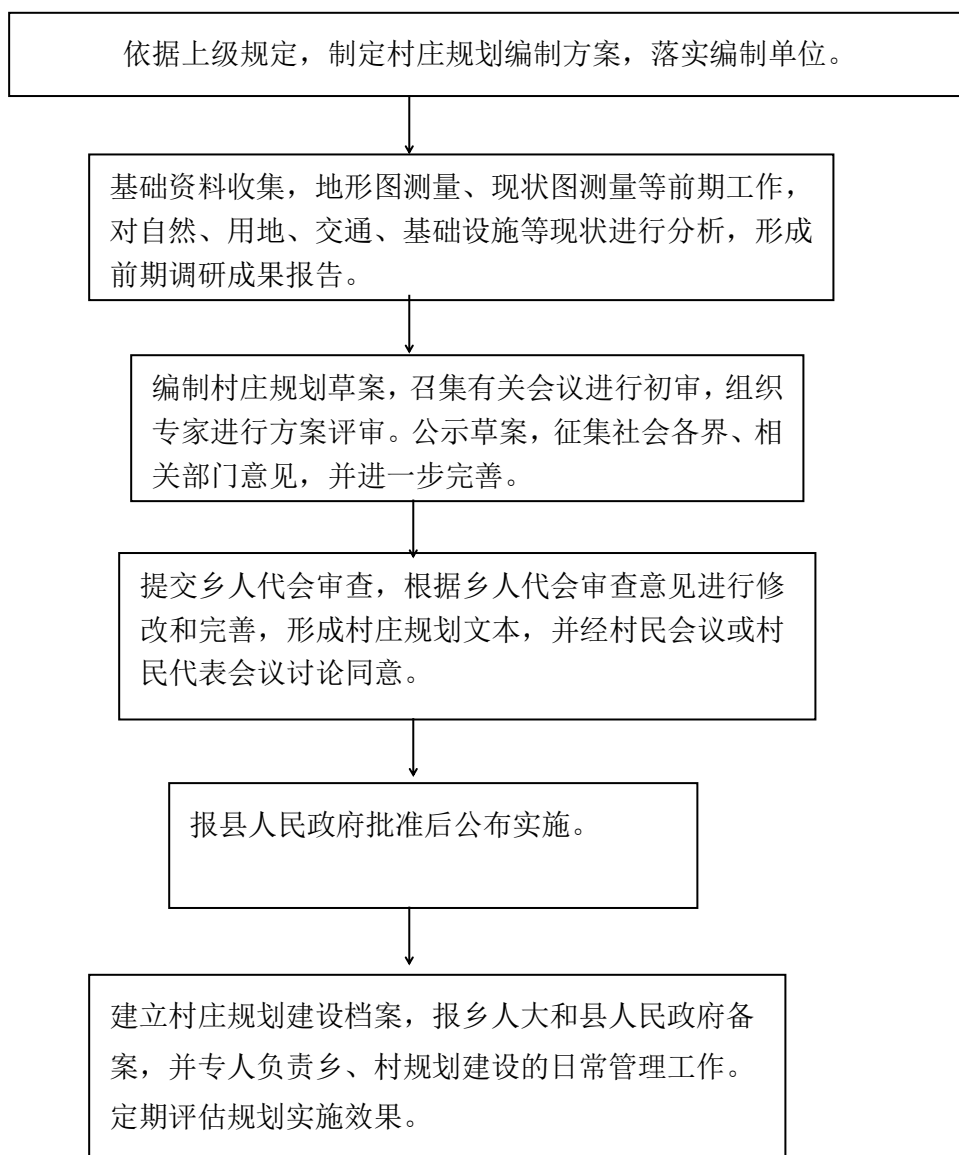 依据上级规定，制定村庄规划编制方案，落实编制单位。
基础资料收集，地形图测量、现状图测量等前期工作，
对自然、用地、交通、基础设施等现状进行分析，形成
前期调研成果报告。
编制村庄规划草案，召集有关会议进行初审，组织
专家进行方案评审。公示草案，征集社会各界、相
关部门意见，并进一步完善。
提交乡人代会审查，根据乡人代会审查意见进行修
改和完善，形成村庄规划文本，并经村民会议或村
民代表会议讨论同意。
报县人民政府批准后公布实施。
建立村庄规划建设档案，报乡人大和县人民政府备
案，并专人负责乡、村规划建设的日常管理工作。
定期评估规划实施效果。